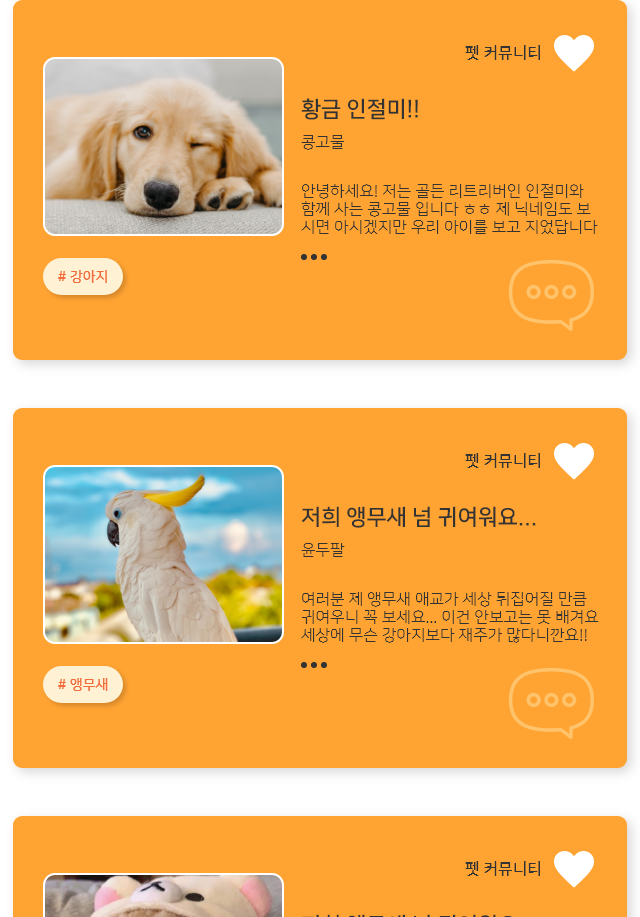 펫 커뮤니티
황금 인절미!!
콩고물
안녕하세요! 저는 골든 리트리버인 인절미와
함께 사는 콩고물 입니다 ㅎㅎ 제 닉네임도 보
시면 아시겠지만 우리 아이를 보고 지었답니다
# 강아지
펫 커뮤니티
저희 앵무새 넘 귀여워요...
윤두팔
여러분 제 앵무새 애교가 세상 뒤집어질 만큼
귀여우니 꼭 보세요... 이건 안보고는 못 배겨요
세상에 무슨 강아지보다 재주가 많다니깐요!!
# 앵무새
펫 커뮤니티